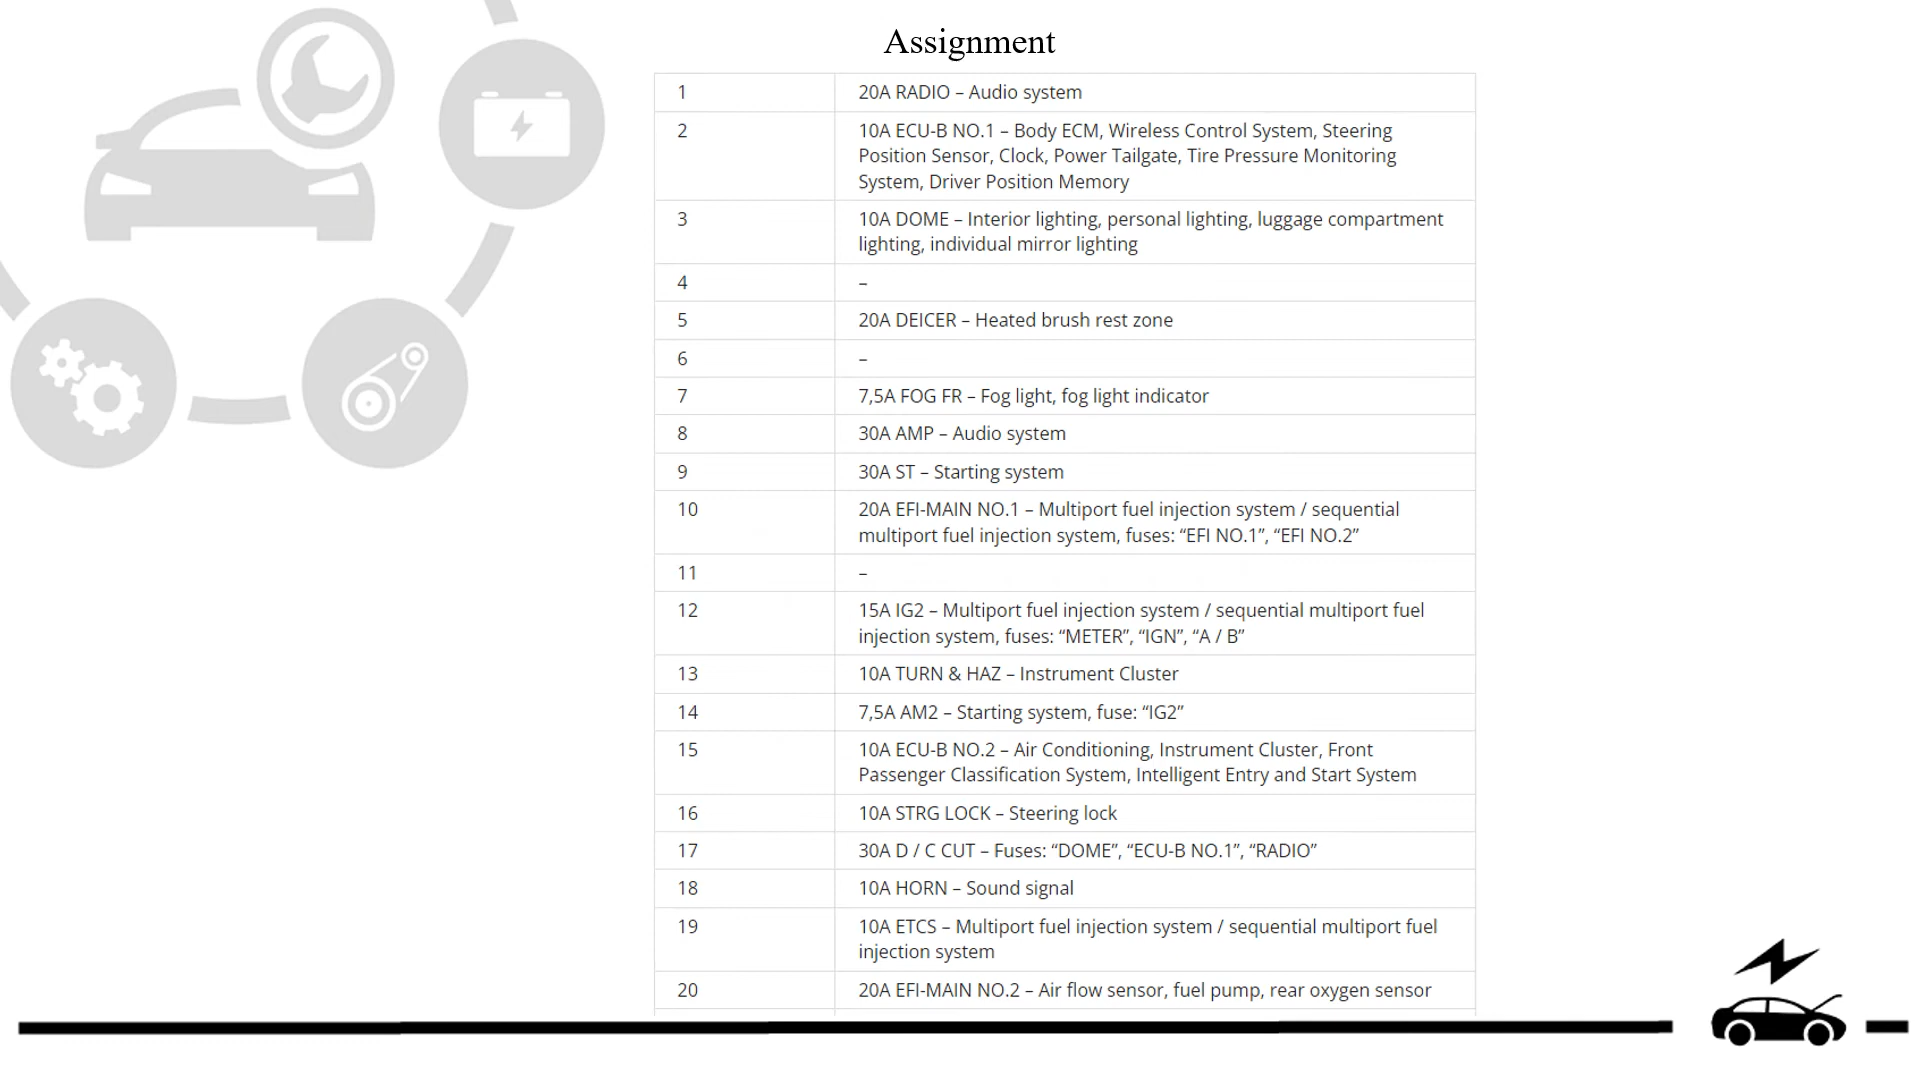 Assignment
1 20A RADIO – Audio system
2 10A ECU-B NO.1 – Body ECM, Wireless Control System, Steering
Position Sensor, Clock, Power Tailgate, Tire Pressure Monitoring
System, Driver Position Memory
3 10A DOME – Interior lighting, personal lighting, luggage compartment
lighting, individual mirror lighting
4 –
5 20A DEICER – Heated brush rest zone
6 –
7 7,5A FOG FR – Fog light, fog light indicator
8 30A AMP – Audio system
9 30A ST – Starting system
10 20A EFI-MAIN NO.1 – Multiport fuel injection system / sequential
multiport fuel injection system, fuses: “EFI NO.1”, “EFI NO.2”
11 –
12 15A IG2 – Multiport fuel injection system / sequential multiport fuel
injection system, fuses: “METER”, “IGN”, “A / B”
13 10A TURN & HAZ – Instrument Cluster
14 7,5A AM2 – Starting system, fuse: “IG2”
15 10A ECU-B NO.2 – Air Conditioning, Instrument Cluster, Front
Passenger Classification System, Intelligent Entry and Start System
16 10A STRG LOCK – Steering lock
17 30A D / C CUT – Fuses: “DOME”, “ECU-B NO.1”, “RADIO”
18 10A HORN – Sound signal
19 10A ETCS – Multiport fuel injection system / sequential multiport fuel
injection system
20 20A EFI-MAIN NO.2 – Air flow sensor, fuel pump, rear oxygen sensor